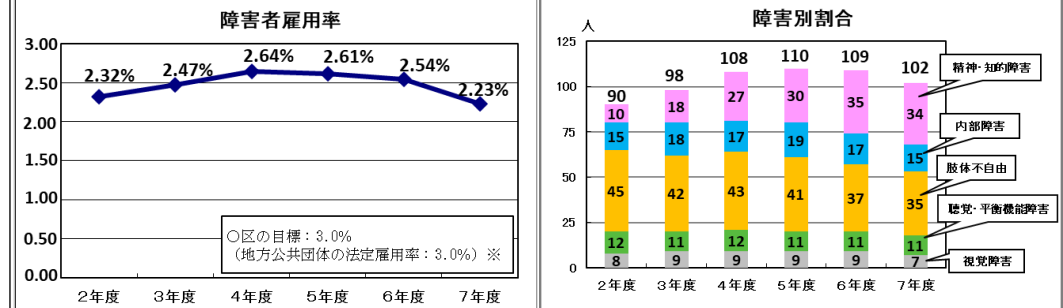 障害者雇用率
3.00
2.50
2.00
1.50
1.00
0.50
0.00
2.32%
2.47%
2.64%
2.61%
2.54%
2.23%
○区の目標：3.0%
（地方公共団体の法定雇用率：3.0%）※
2年度
3年度
4年度
5年度
6年度
7年度
障害別割合
人
125
100
75
50
25
0
90
10
15
45
12
8
98
18
18
42
11
9
108
27
17
43
12
9
110
30
19
41
11
9
109
35
17
37
11
9
102
34
15
35
11
7
精神・知的障害
内部障害
肢体不自由
聴覚・平衡機能障害
視覚障害
2年度
3年度
4年度
5年度
6年度
7年度